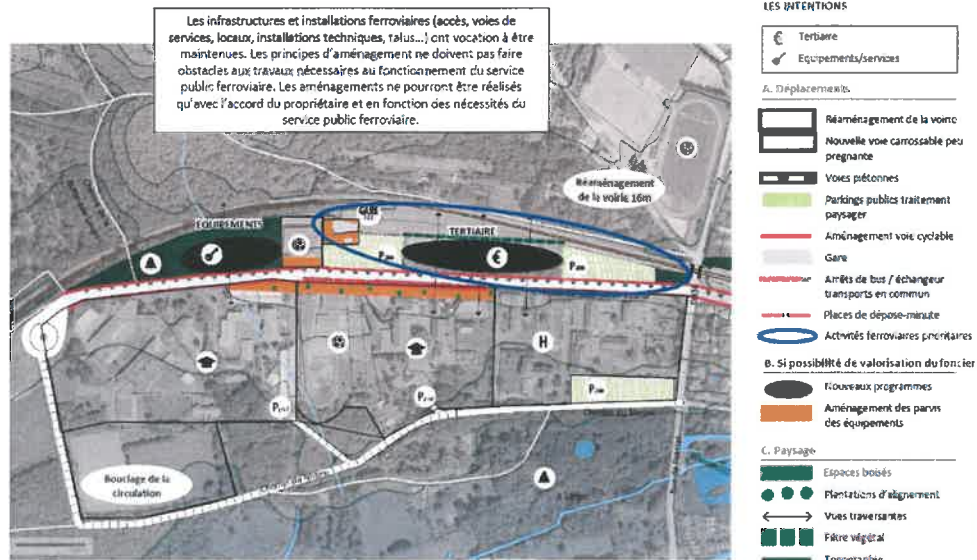 Les infrastructures et installations ferroviaires (accès, voies de
services, locaux, installations techniques, talus...) ont vocation à être
maintenues. Les principes d'aménagement ne doivent pas faire
obstacles aux travaux nécessaires au fonctionnement du service
public ferroviaire. Les aménagements ne pourront être réalisés
qu'avec l'accord du propriétaire et en fonction des nécessités du
service public ferroviaire.
Réaménagement
de la voirie 16m
EQUIPEMENTS
TERTIAIRE
€
H
Bouclage de la
circulation
LES INTENTIONS
€ Tertiaire
Equipements/services
A. Déplacements
Réaménagement de la voirie
Nouvelle voie carrossable peu
pregnante
Voies piétonnes
Parkings publics traitement
paysager
Aménagement voie cyclable
Gare
Arrêts de bus / échangeur
transports en commun
Places de dépose-minute
Activités ferroviaires prioritaires
B. Si possibilité de valorisation du foncier
Nouveaux programmes
Aménagement des parvis
des équipements
C. Paysage
Espaces boisés
Plantations d'alignement
Vues traversantes
Filtre végétal